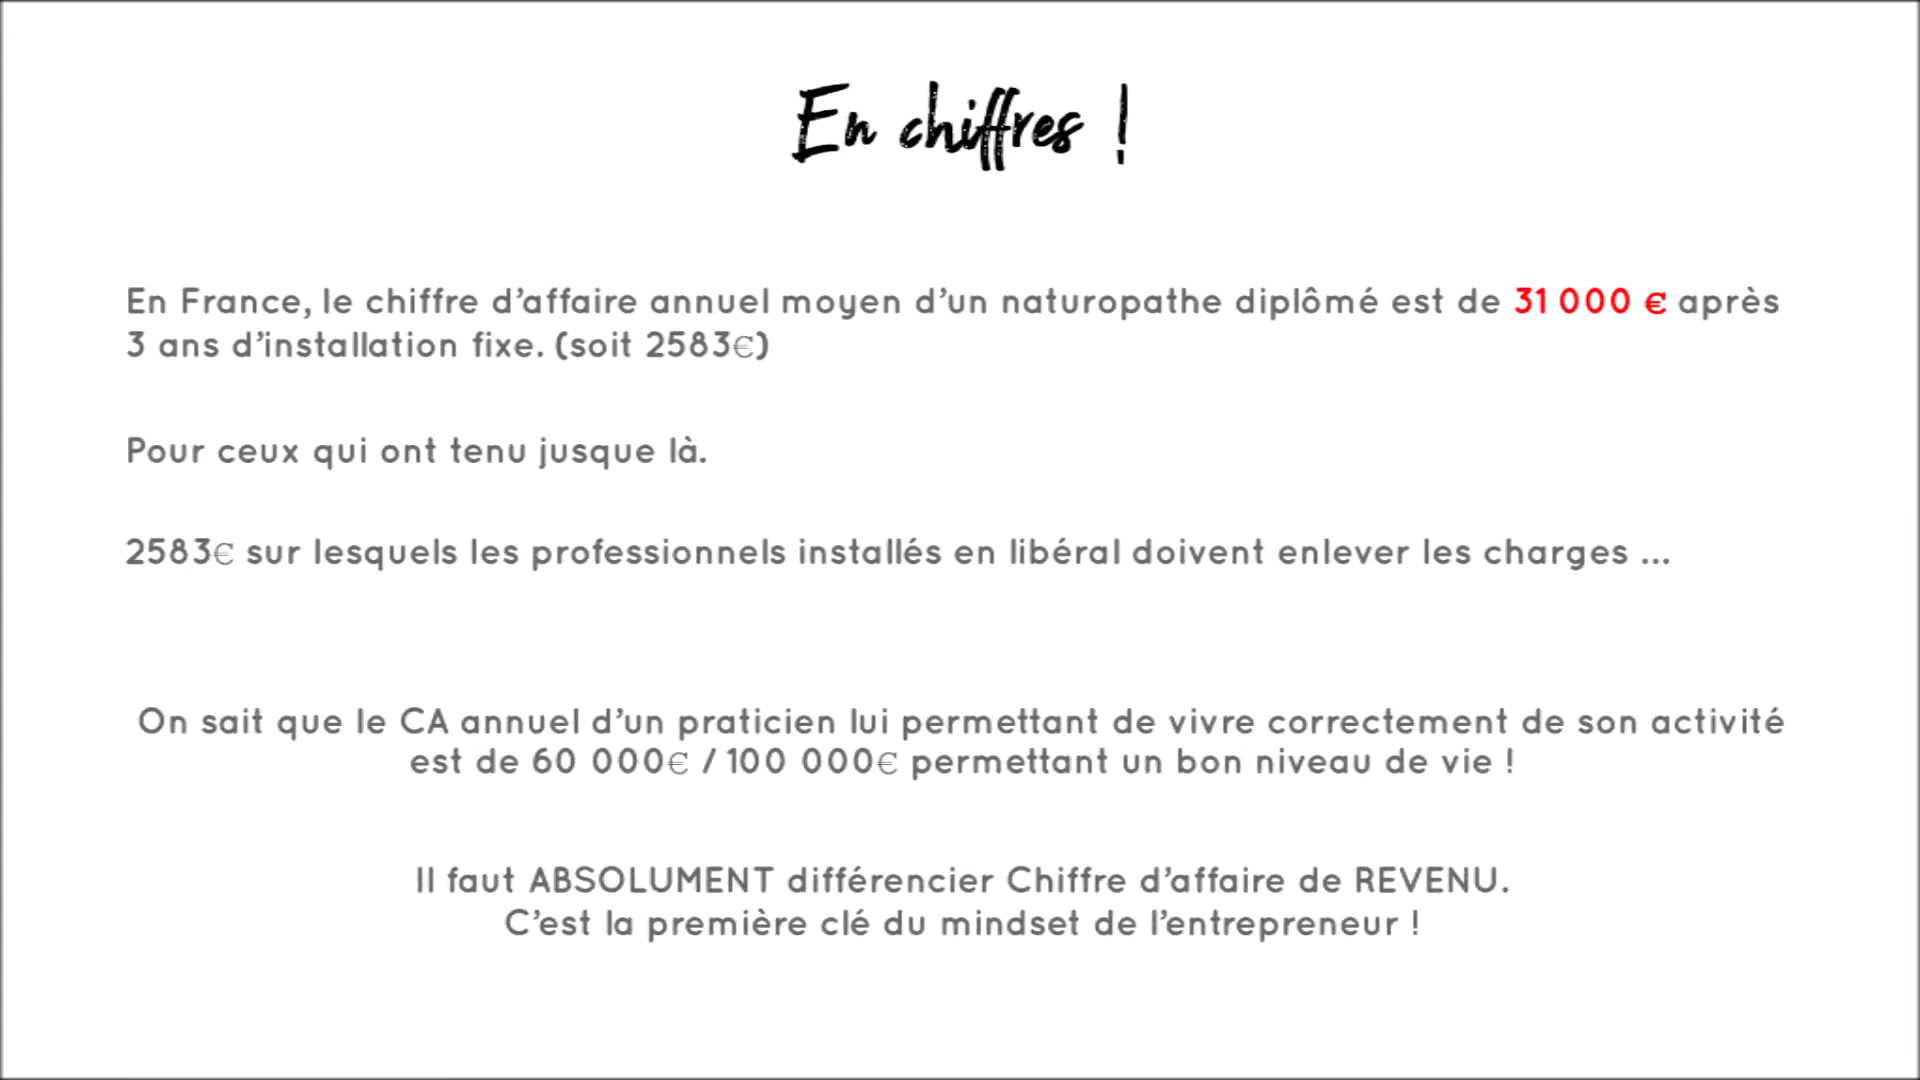 En chiffres !
En France, le chiffre d'affaire annuel moyen d'un naturopathe diplômé est de 31 000 € après
3 ans d'installation fixe. (soit 2583€)
Pour ceux qui ont tenu jusque là.
2583€ sur lesquels les professionnels installés en libéral doivent enlever les charges ...
On sait que le CA annuel d'un praticien lui permettant de vivre correctement de son activité
est de 60 000€ / 100 000€ permettant un bon niveau de vie !
Il faut ABSOLUMENT différencier Chiffre d'affaire de REVENU.
C'est la première clé du mindset de l'entrepreneur !